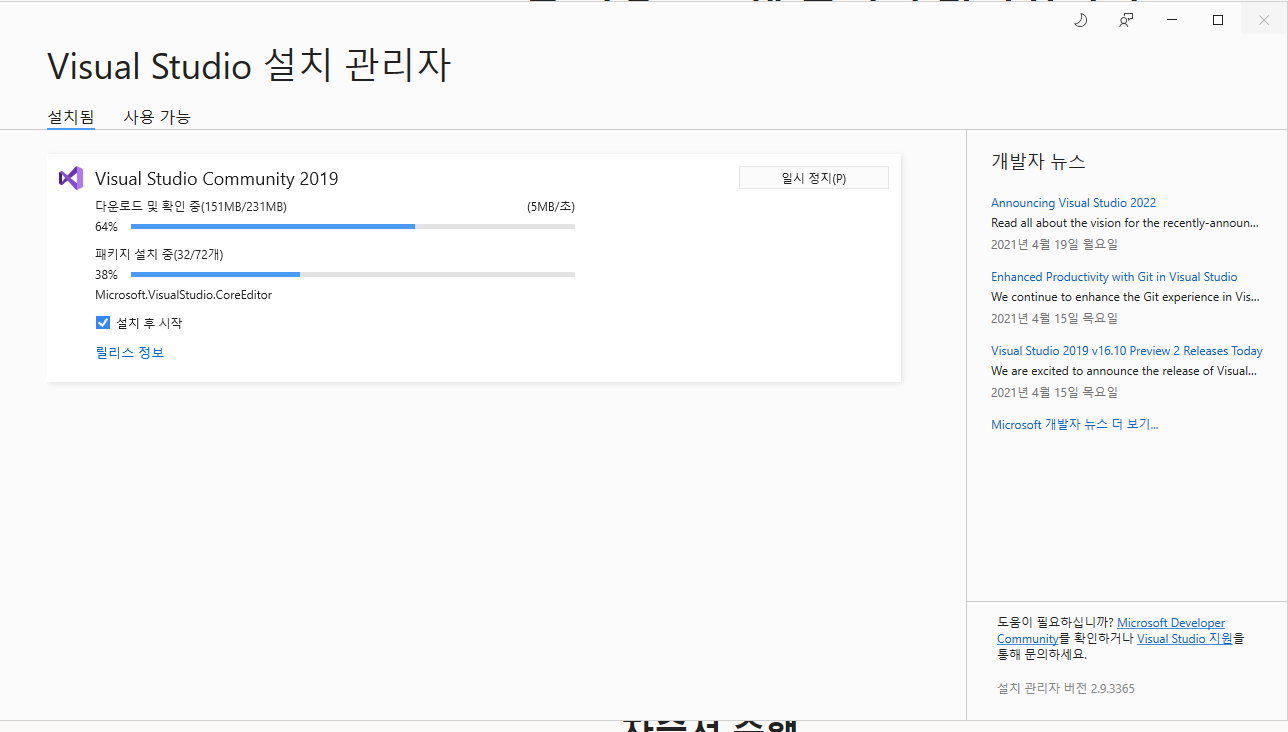 Visual Studio 설치 관리자
설치됨 사용 가능
Visual Studio Community 2019
일시 정지(P)
다운로드 및 확인 중(151MB/231MB) (5MB/초)
64%
패키지 설치 중(32/72개)
38%
Microsoft.VisualStudio.CoreEditor
설치 후 시작
릴리스 정보
개발자 뉴스
Announcing Visual Studio 2022
Read all about the vision for the recently-announ...
2021년 4월 19일 월요일
Enhanced Productivity with Git in Visual Studio
We continue to enhance the Git experience in Vis...
2021년 4월 15일 목요일
Visual Studio 2019 v16.10 Preview 2 Releases Today
We are excited to announce the release of Visual...
2021년 4월 15일 목요일
Microsoft 개발자 뉴스 더 보기...
도움이 필요하십니까? Microsoft Developer
Community를 확인하거나 Visual Studio 지원을
통해 문의하세요.
설치 관리자 버전 2.9.3365